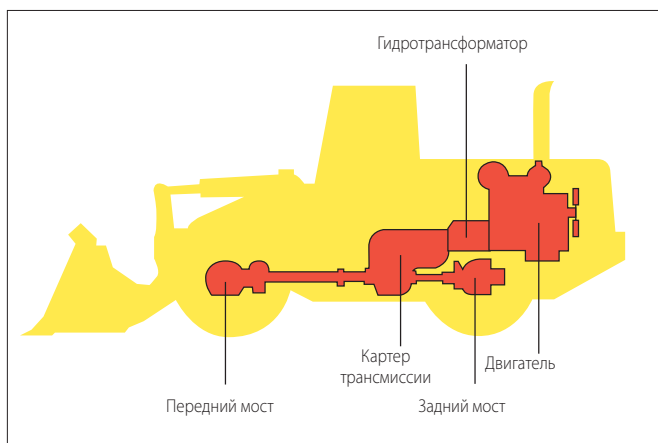 Гидротрансформатор
Картер
трансмиссии
Двигатель
Передний мост
Задний мост